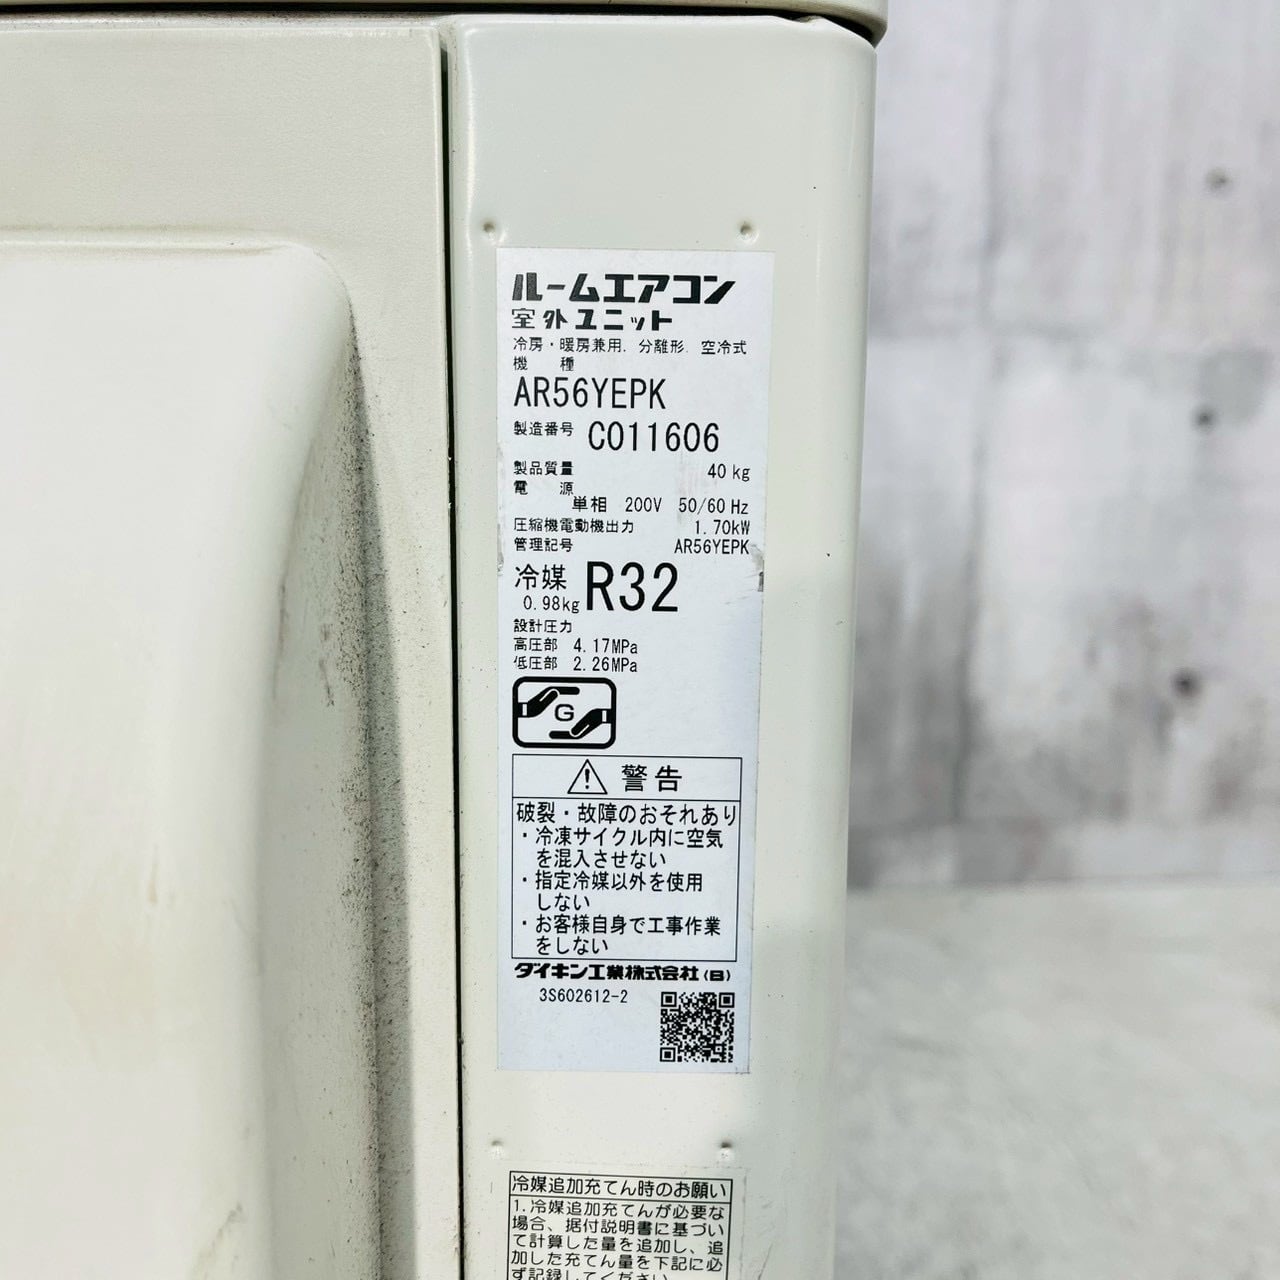 ルームエアコン
室外ユニット
冷房・暖房兼用．分離形．空冷式
機　種
AR56YEPK
製造番号 C011606
製品質量 40 kg
電　源
単相 200V 50/60 Hz
圧縮機電動機出力 1.70kW
管理記号 AR56YEPK
冷媒 R32
0.98kg
設計圧力
高圧部 4.17MPa
低圧部 2.26MPa
G
警告
破裂・故障のおそれあり
・冷凍サイクル内に空気
を混入させない
・指定冷媒以外を使用
しない
・お客様自身で工事作業
をしない
ダイキン工業株式会社(B)
3S602612-2
冷媒追加充てん時のお願い
1.冷媒追加充てんが必要な
場合、据付説明書に基づい
て計算した量を追加し、追
加した充てん量を下記に必
ず記録してください。